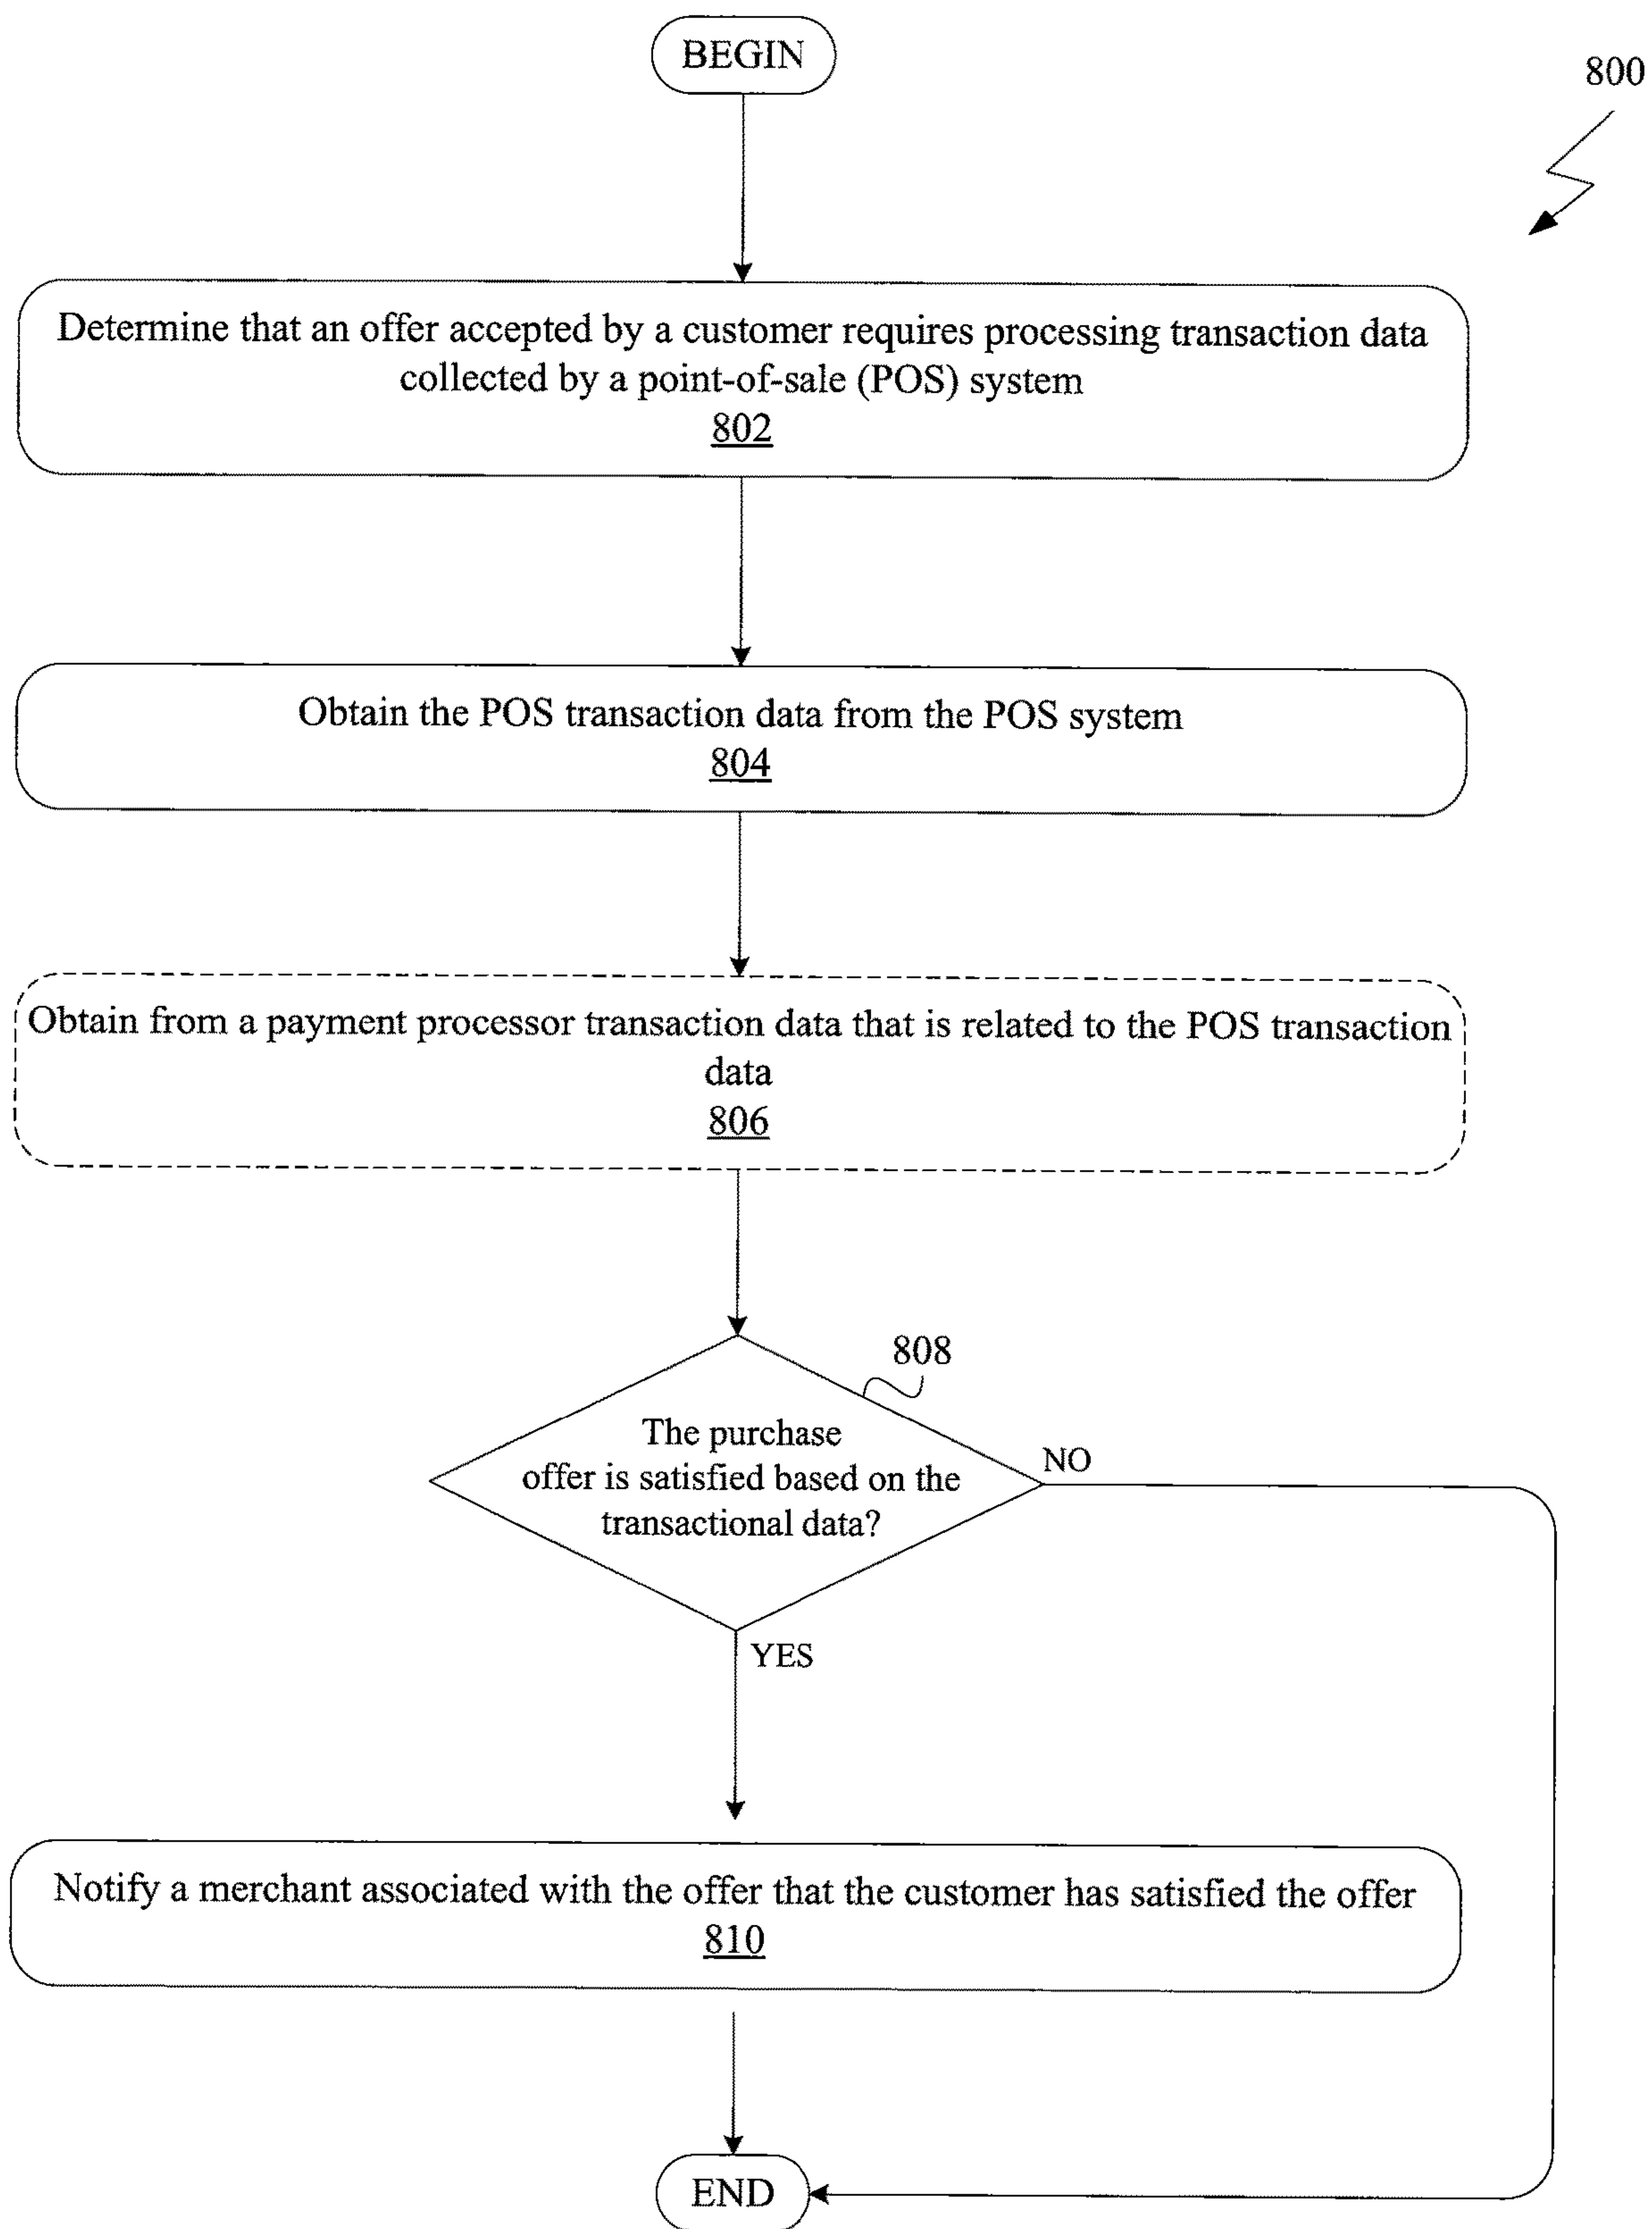 BEGIN
800
Determine that an offer accepted by a customer requires processing transaction data
collected by a point-of-sale (POS) system
802
Obtain the POS transaction data from the POS system
804
Obtain from a payment processor transaction data that is related to the POS transaction
data
806
808
The purchase
offer is satisfied based on the
transactional data?
NO
YES
Notify a merchant associated with the offer that the customer has satisfied the offer
810
END